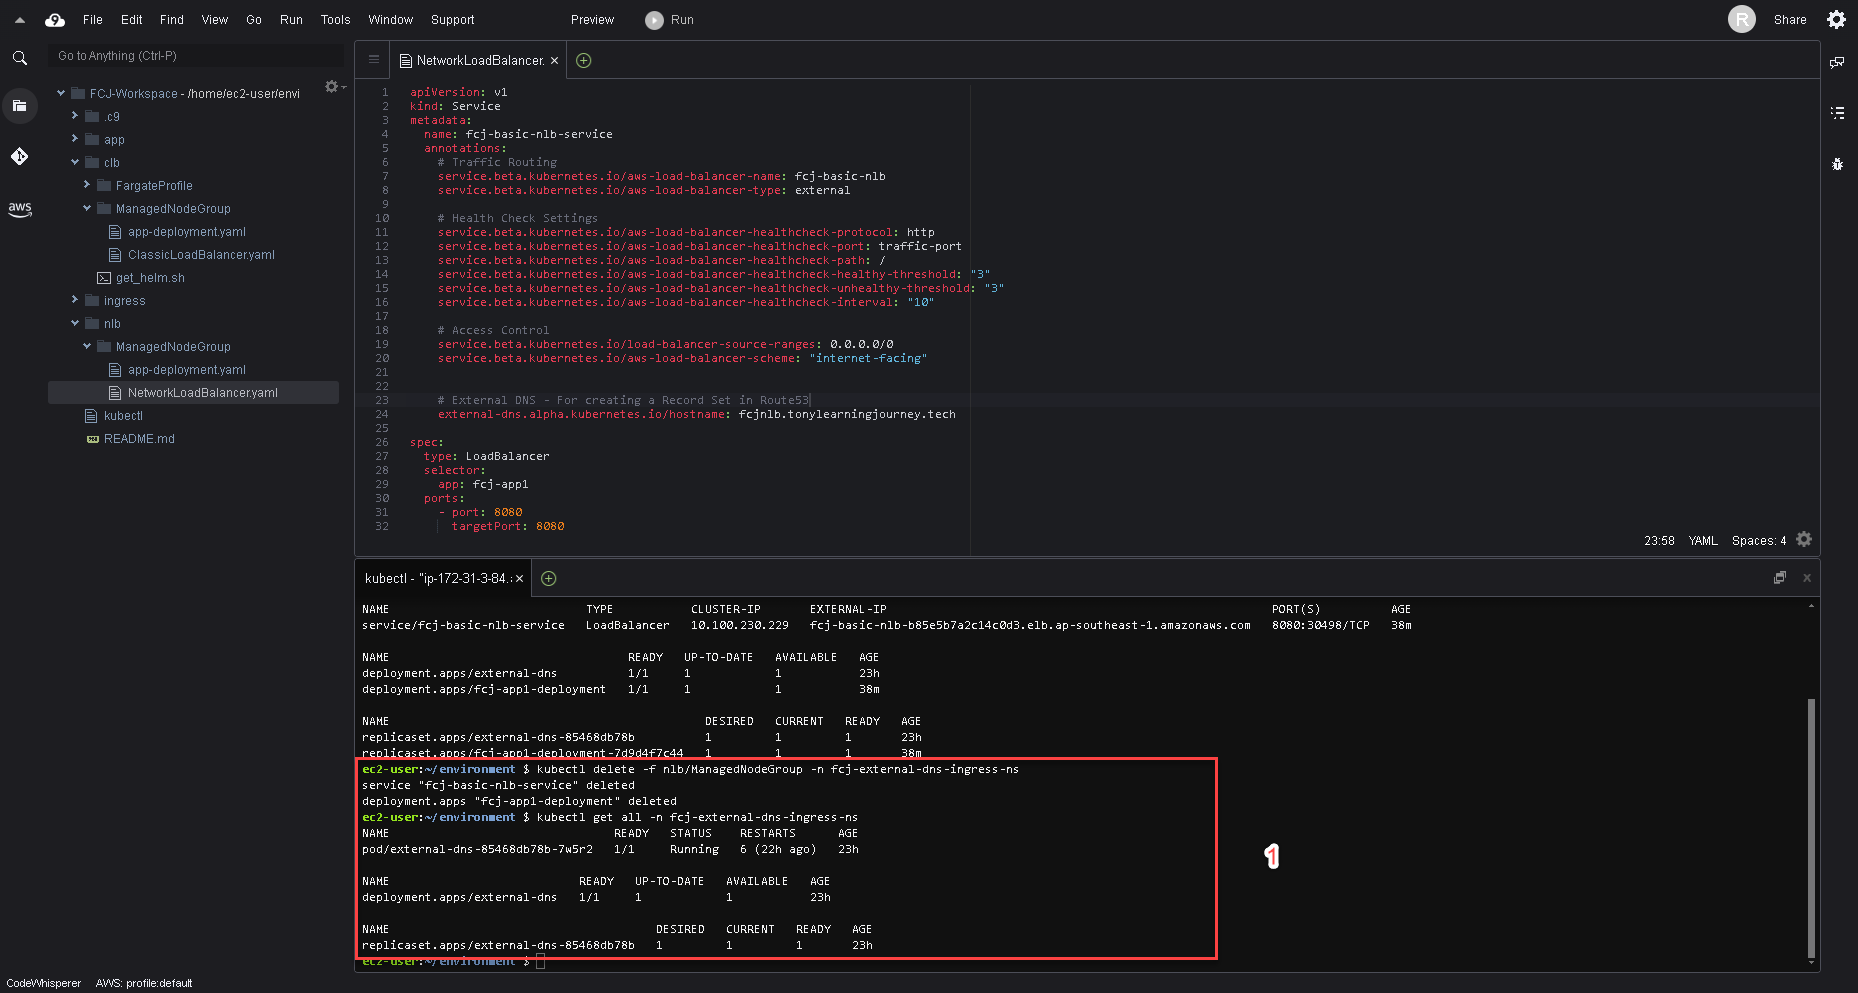 9 File Edit Find View Go Run Tools Window Support Preview Run R Share
Go to Anything (Ctrl-P)
FCJ-Workspace - /home/ec2-user/envi
.c9
app
clb
FargateProfile
ManagedNodeGroup
app-deployment.yaml
ClassicLoadBalancer.yaml
get_helm.sh
ingress
nlb
ManagedNodeGroup
app-deployment.yaml
NetworkLoadBalancer.yaml
kubectl
README.md
aws
NetworkLoadBalancer.
1 apiVersion: v1
2 kind: Service
3 metadata:
4 name: fcj-basic-nlb-service
5 annotations:
6 # Traffic Routing
7 service.beta.kubernetes.io/aws-load-balancer-name: fcj-basic-nlb
8 service.beta.kubernetes.io/aws-load-balancer-type: external
9
10 # Health Check Settings
11 service.beta.kubernetes.io/aws-load-balancer-healthcheck-protocol: http
12 service.beta.kubernetes.io/aws-load-balancer-healthcheck-port: traffic-port
13 service.beta.kubernetes.io/aws-load-balancer-healthcheck-path: /
14 service.beta.kubernetes.io/aws-load-balancer-healthcheck-healthy-threshold: "3"
15 service.beta.kubernetes.io/aws-load-balancer-healthcheck-unhealthy-threshold: "3"
16 service.beta.kubernetes.io/aws-load-balancer-healthcheck-interval: "10"
17
18 # Access Control
19 service.beta.kubernetes.io/load-balancer-source-ranges: 0.0.0.0/0
20 service.beta.kubernetes.io/aws-load-balancer-scheme: "internet-facing"
21
22
23 # External DNS - For creating a Record Set in Route53
24 external-dns.alpha.kubernetes.io/hostname: fcjnlb.tonylearningjourney.tech
25
26 spec:
27 type: LoadBalancer
28 selector:
29 app: fcj-app1
30 ports:
31 - port: 8080
32 targetPort: 8080
23:58 YAML Spaces: 4
kubectl - "ip-172-31-3-84.
NAME TYPE CLUSTER-IP EXTERNAL-IP PORT(S) AGE
service/fcj-basic-nlb-service LoadBalancer 10.100.230.229 fcj-basic-nlb-b85e5b7a2c14c0d3.elb.ap-southeast-1.amazonaws.com 8080:30498/TCP 38m
NAME READY UP-TO-DATE AVAILABLE AGE
deployment.apps/external-dns 1/1 1 1 23h
deployment.apps/fcj-app1-deployment 1/1 1 1 38m
NAME DESIRED CURRENT READY AGE
replicaset.apps/external-dns-85468db78b 1 1 1 23h
replicaset.apps/fcj-app1-deployment-7d9d4f7c44 1 1 1 38m
ec2-user:~/environment $ kubectl delete -f nlb/ManagedNodeGroup -n fcj-external-dns-ingress-ns
service "fcj-basic-nlb-service" deleted
deployment.apps "fcj-app1-deployment" deleted
ec2-user:~/environment $ kubectl get all -n fcj-external-dns-ingress-ns
NAME READY STATUS RESTARTS AGE
pod/external-dns-85468db78b-7w5r2 1/1 Running 6 (22h ago) 23h
NAME READY UP-TO-DATE AVAILABLE AGE
deployment.apps/external-dns 1/1 1 1 23h
NAME DESIRED CURRENT READY AGE
replicaset.apps/external-dns-85468db78b 1 1 1 23h
ec2-user:~/environment $
1
CodeWhisperer AWS: profile:default